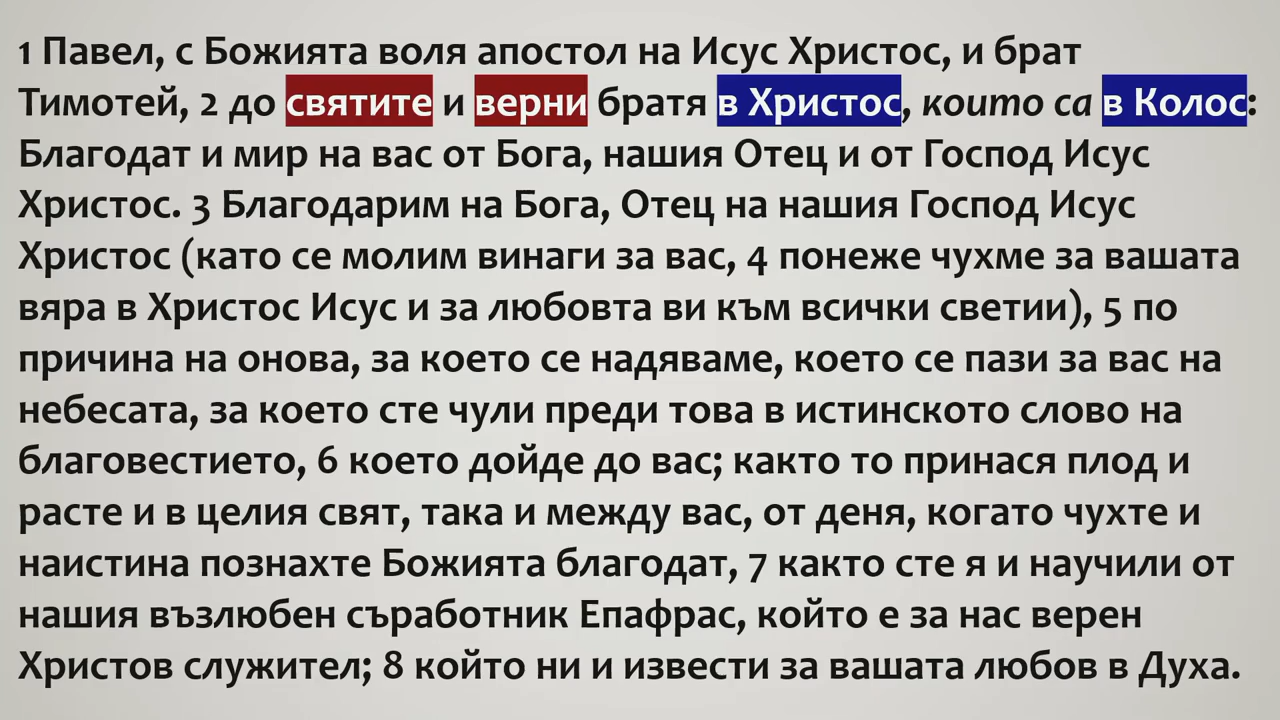 1 Павел, с Божията воля апостол на Исус Христос, и брат
Тимотей, 2 до святите и верни братя в Христос, които са в Колос:
Благодат и мир на вас от Бога, нашия Отец и от Господ Исус
Христос. 3 Благодарим на Бога, Отец на нашия Господ Исус
Христос (като се молим винаги за вас, 4 понеже чухме за вашата
вяра в Христос Исус и за любовта ви към всички светии), 5 по
причина на онова, за което се надяваме, което се пази за вас на
небесата, за което сте чули преди това в истинското слово на
благовестието, 6 което дойде до вас; както то принася плод и
расте и в целия свят, така и между вас, от деня, когато чухте и
наистина познахте Божията благодат, 7 както сте я и научили от
нашия възлюбен съработник Епафрас, който е за нас верен
Христов служител; 8 който ни и извести за вашата любов в Духа.